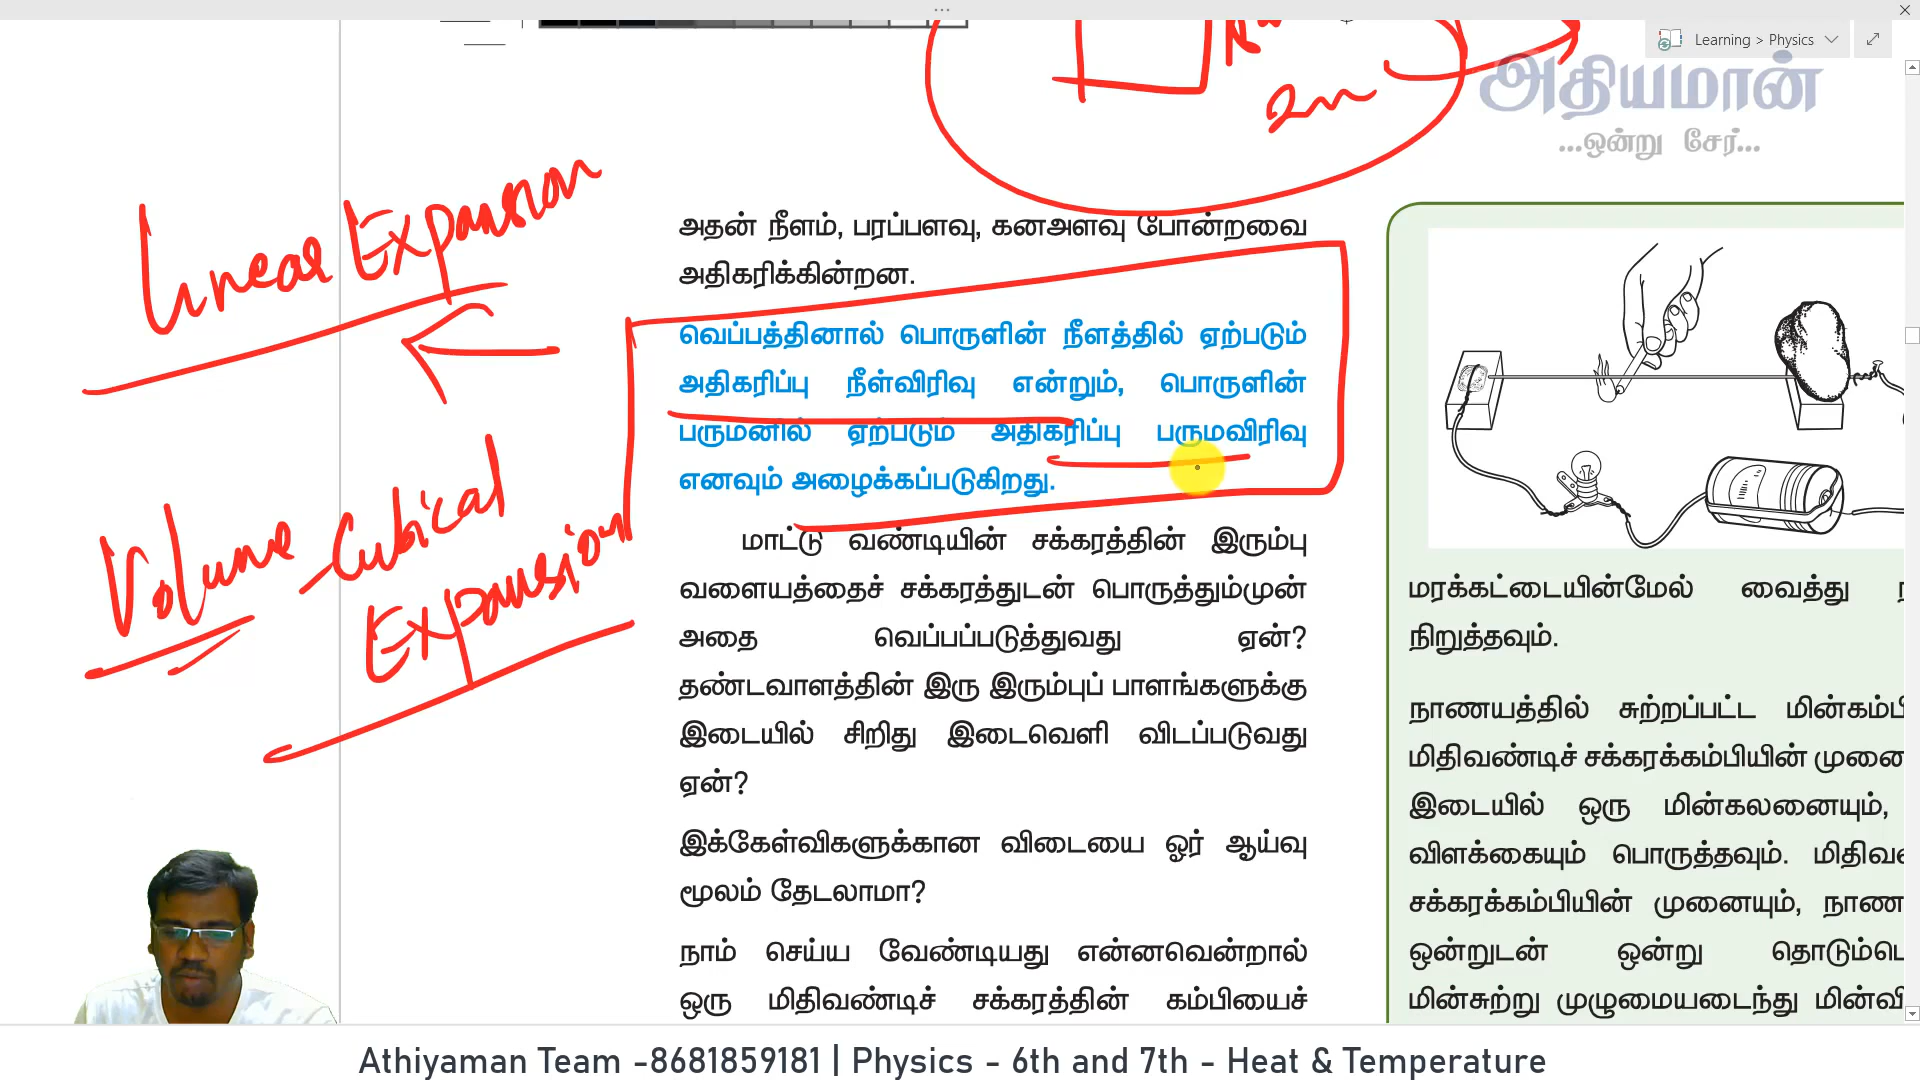 Learning > Physics
அதியமான்
...ஒன்று சேர்...
2m
Linear Expansion
Volume - Cubical
Expansion
அதன் நீளம், பரப்பளவு, கனஅளவு போன்றவை
அதிகரிக்கின்றன.
வெப்பத்தினால் பொருளின் நீளத்தில் ஏற்படும்
அதிகரிப்பு நீள்விரிவு என்றும், பொருளின்
பருமனில் ஏற்படும் அதிகரிப்பு பருமவிரிவு
எனவும் அழைக்கப்படுகிறது.
மாட்டு வண்டியின் சக்கரத்தின் இரும்பு
வளையத்தைச் சக்கரத்துடன் பொருத்தும்முன்
அதை வெப்பப்படுத்துவது ஏன்?
தண்டவாளத்தின் இரு இரும்புப் பாளங்களுக்கு
இடையில் சிறிது இடைவெளி விடப்படுவது
ஏன்?
இக்கேள்விகளுக்கான விடையை ஓர் ஆய்வு
மூலம் தேடலாமா?
நாம் செய்ய வேண்டியது என்னவென்றால்
ஒரு மிதிவண்டிச் சக்கரத்தின் கம்பியைச்
மரக்கட்டையின்மேல் வைத்து
நிறுத்தவும்.
நாணயத்தில் சுற்றப்பட்ட மின்கம்பி
மிதிவண்டிச் சக்கரக்கம்பியின் முனை
இடையில் ஒரு மின்கலனையும்,
விளக்கையும் பொருத்தவும். மிதிவ
சக்கரக்கம்பியின் முனையும், நாண
ஒன்றுடன் ஒன்று தொடும்பெ
மின்சுற்று முழுமையடைந்து மின்வி
Athiyaman Team -8681859181 | Physics - 6th and 7th - Heat & Temperature